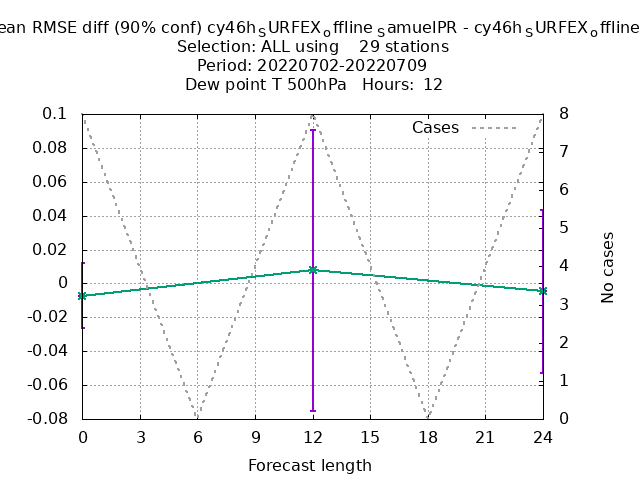 ean RMSE diff (90% conf) cy46hSURFEXoffline SamuelPR - cy46hSURFEXoffline
Selection: ALL using 29 stations
Period: 20220702-20220709
Dew point T 500hPa Hours: 12
Cases
0.1
0.08
0.06
0.04
0.02
0
-0.02
-0.04
-0.06
-0.08
8
7
6
5
4
3
2
1
0
No cases
0 3 6 9 12 15 18 21 24
Forecast length